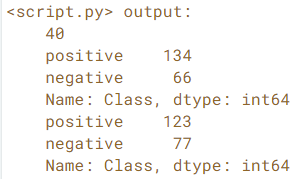 <script.py> output:
40
positive    134
negative     66
Name: Class, dtype: int64
positive    123
negative     77
Name: Class, dtype: int64